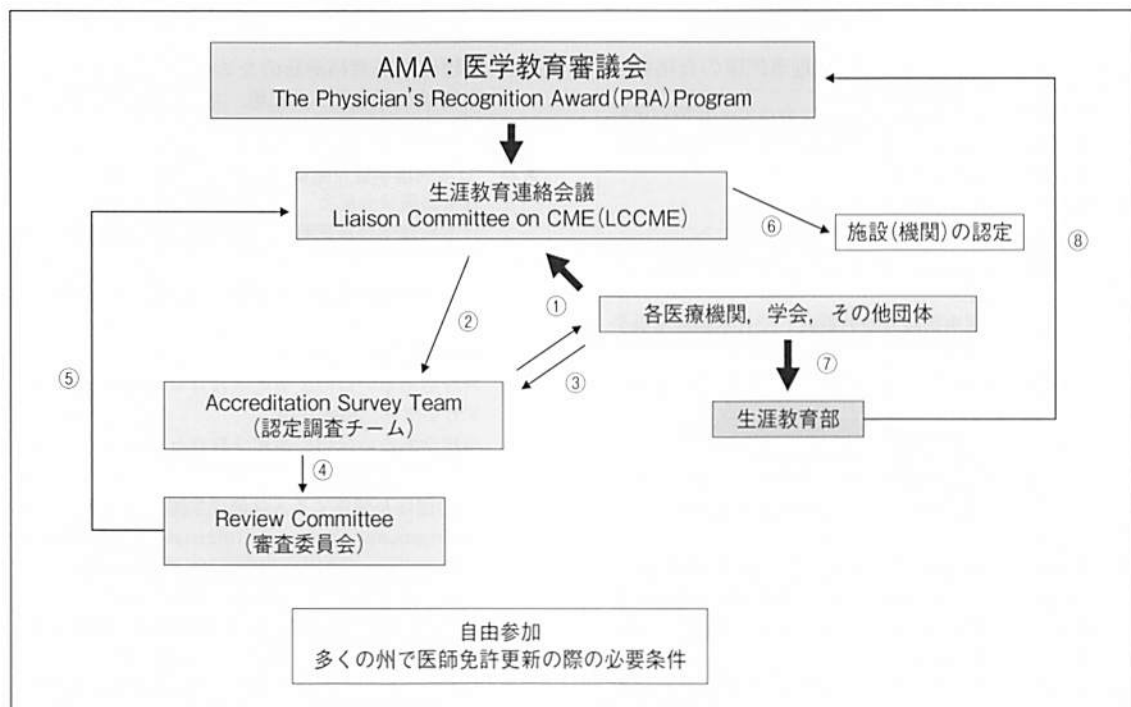 AMA：医学教育審議会
The Physician's Recognition Award(PRA)Program
生涯教育連絡会議
Liaison Committee on CME(LCCME)
⑥
施設(機関)の認定
⑧
①
各医療機関，学会，その他団体
②
⑤
③
⑦
Accreditation Survey Team
(認定調査チーム)
生涯教育部
④
Review Committee
(審査委員会)
自由参加
多くの州で医師免許更新の際の必要条件